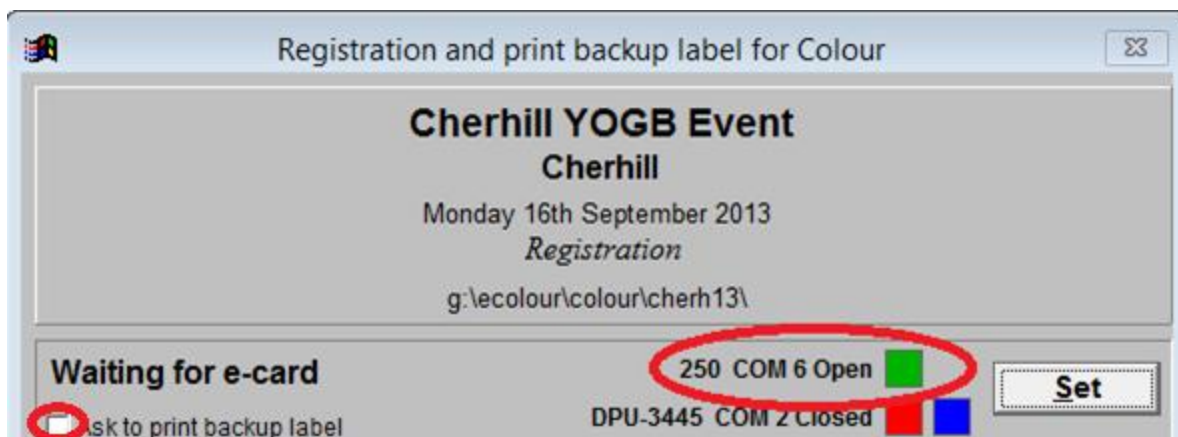 Registration and print backup label for Colour
Cherhill YOGB Event
Cherhill
Monday 16th September 2013
Registration
g:\ecolour\colour\cherh13\
Waiting for e-card
250 COM 6 Open
Set
Ask to print backup label
DPU-3445 COM 2 Closed